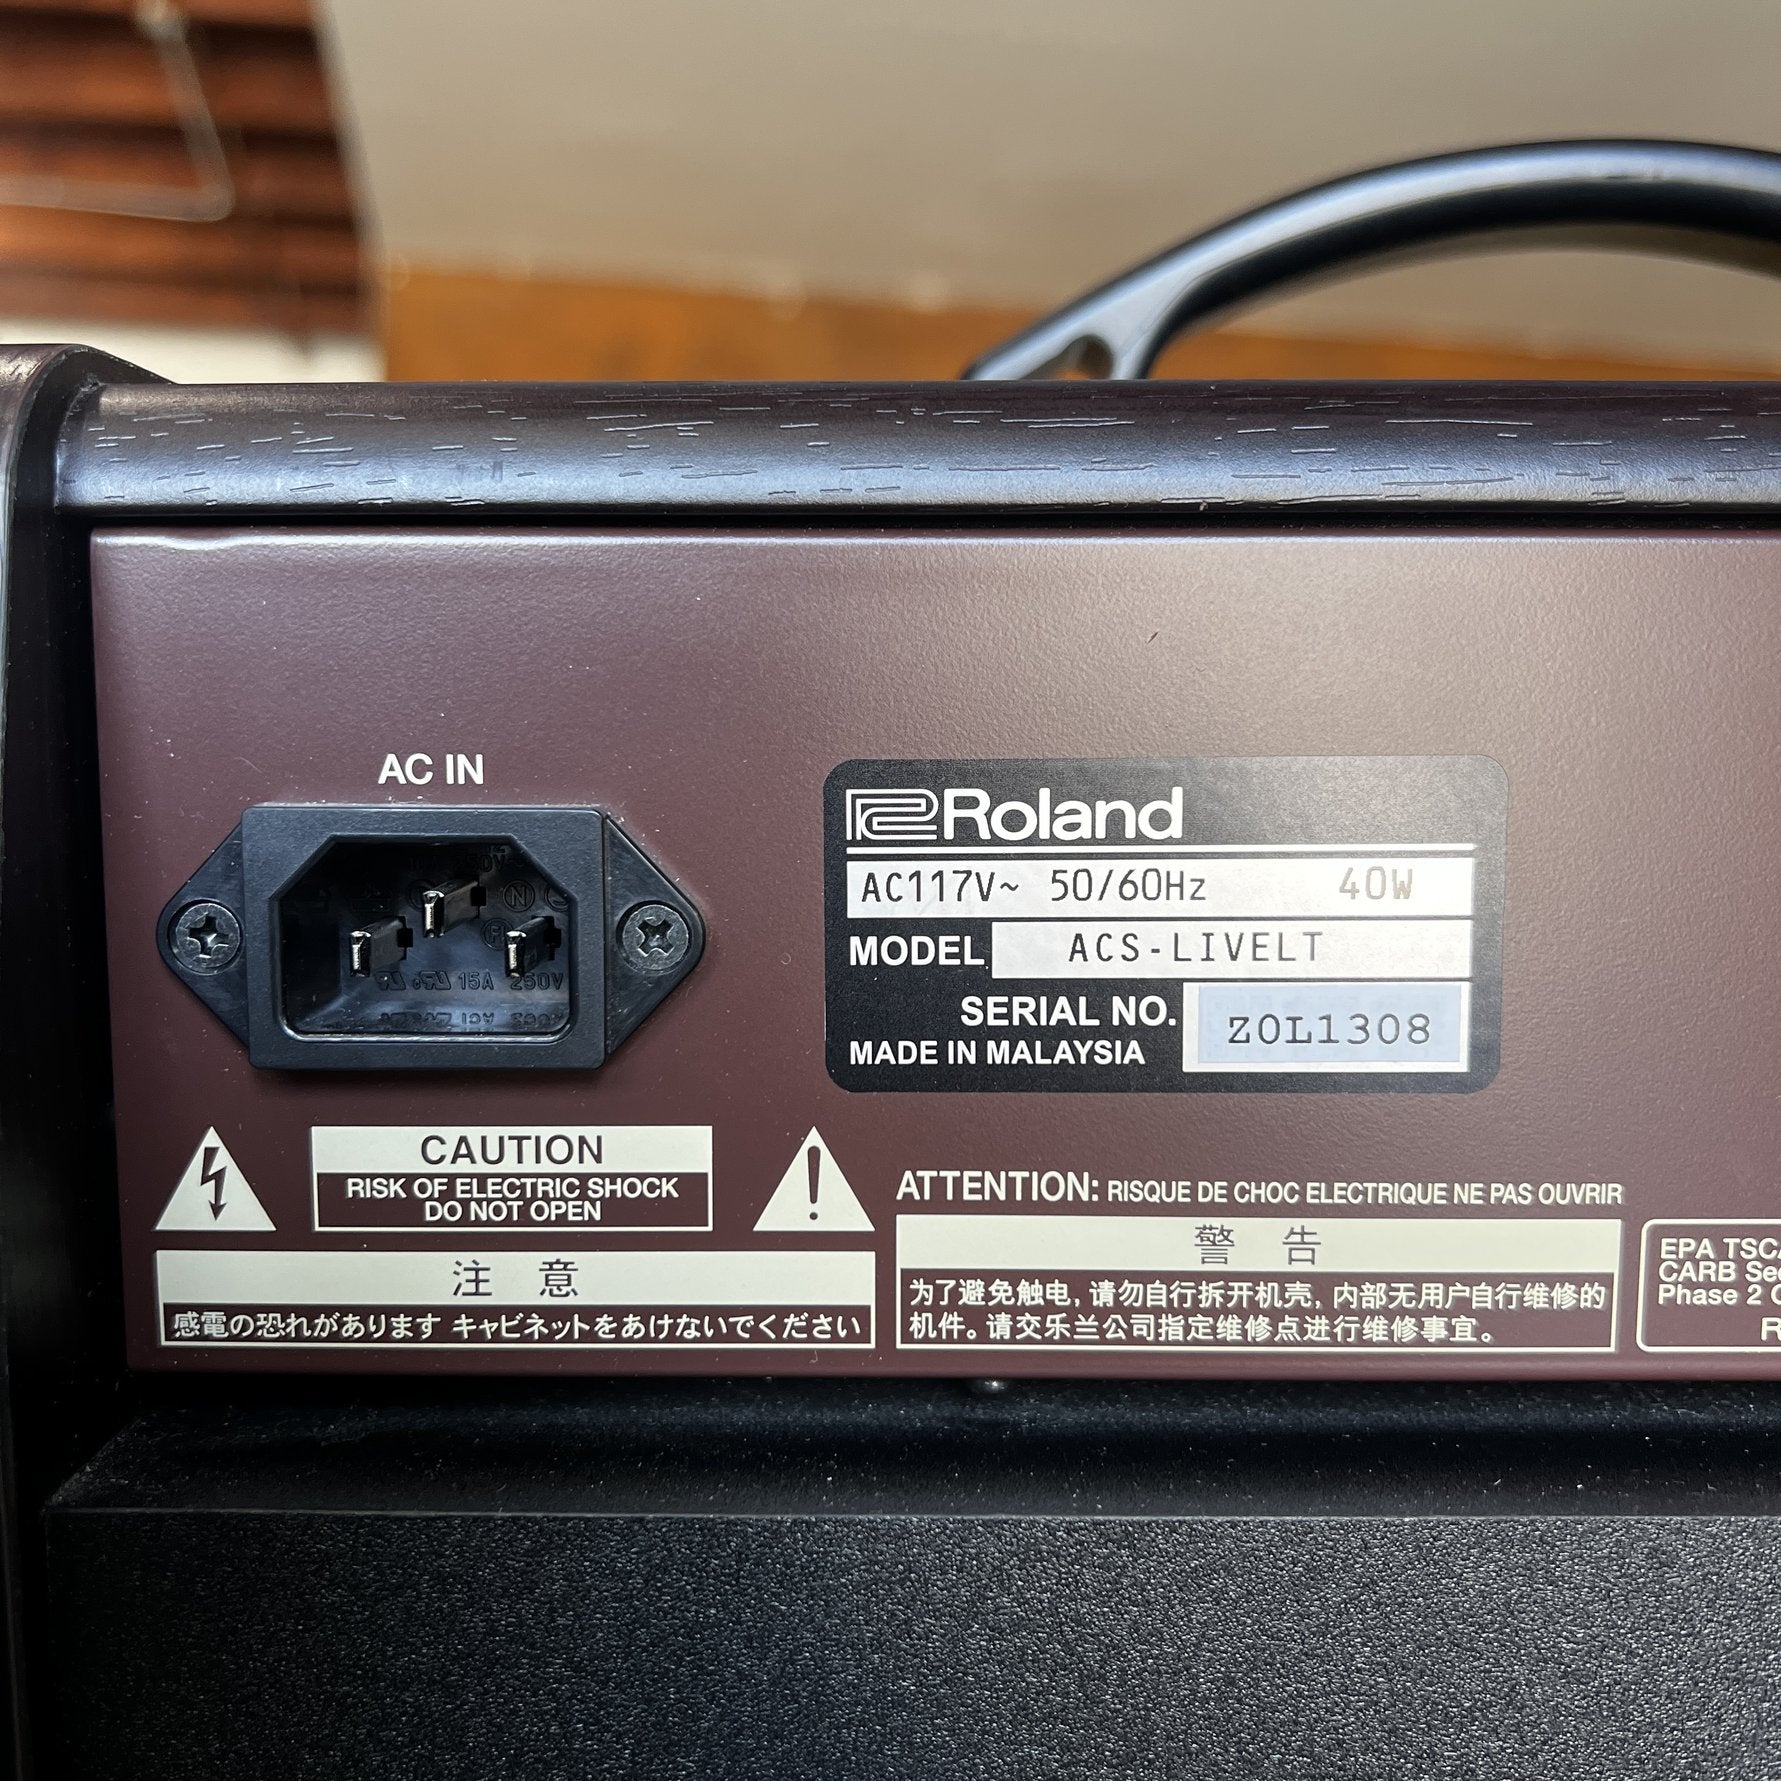 AC IN
15A 250V
Roland
AC117V~ 50/60Hz 40W
MODEL ACS-LIVELT
SERIAL NO. Z0L1308
MADE IN MALAYSIA
CAUTION
RISK OF ELECTRIC SHOCK
DO NOT OPEN
注 意
感電の恐れがあります キャビネットをあけないでください
ATTENTION: RISQUE DE CHOC ELECTRIQUE NE PAS OUVRIR
警 告
为了避免触电, 请勿自行拆开机壳, 内部无用户自行维修的
机件。请交乐兰公司指定维修点进行维修事宜。
EPA
CARB
Phase 2